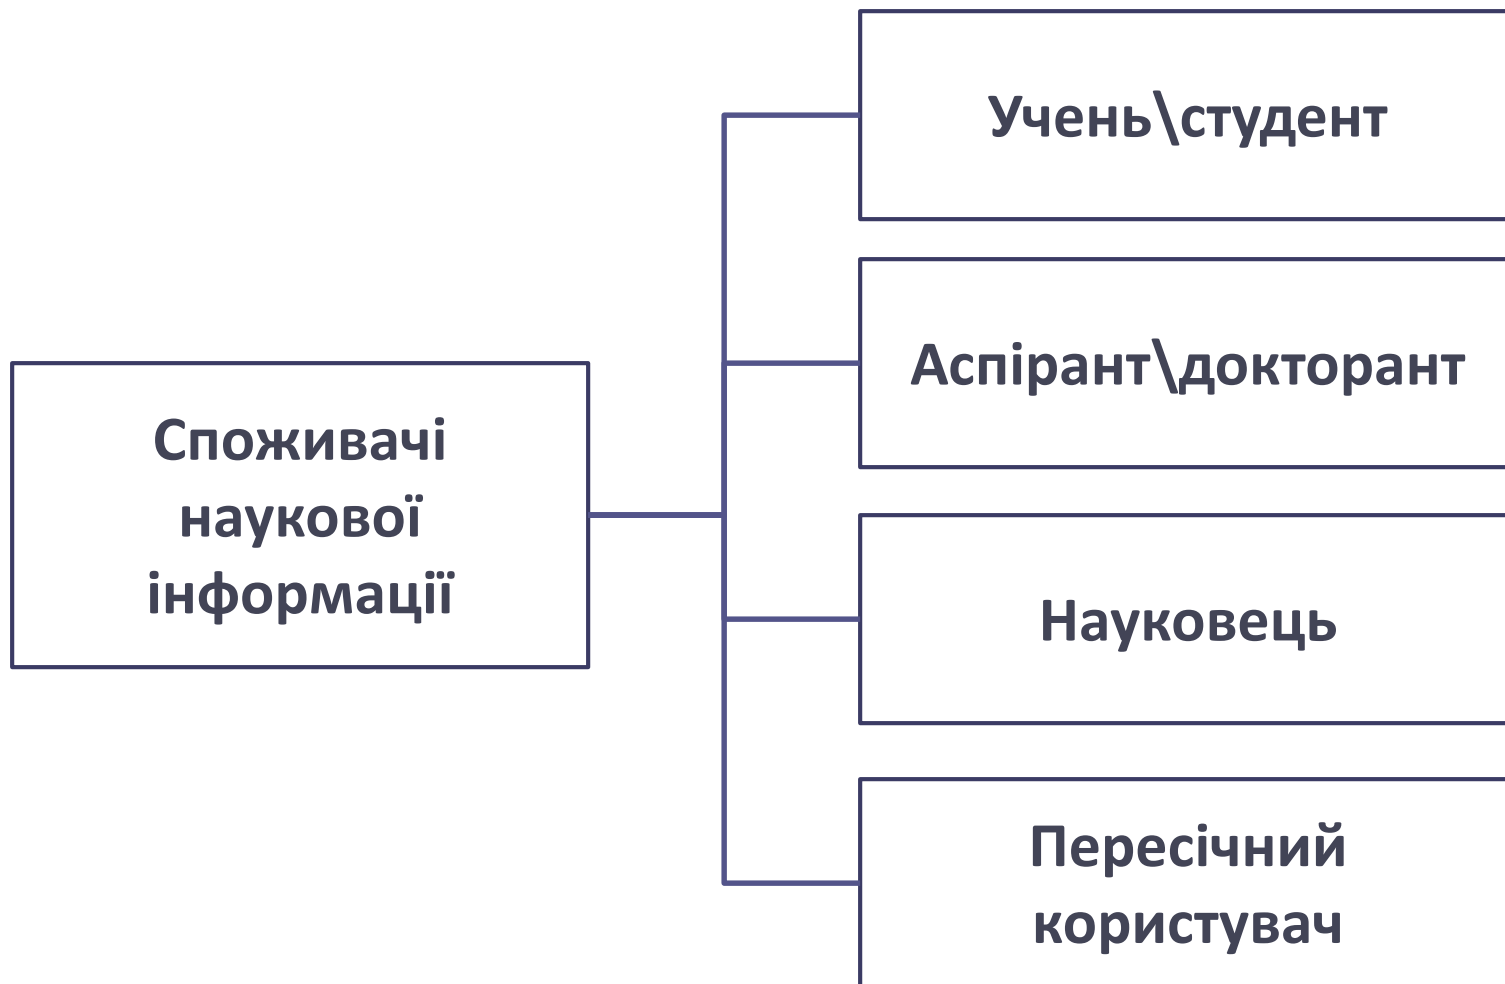 Учень\студент
Аспірант\докторант
Споживачі
наукової
інформації
Науковець
Пересічний
користувач